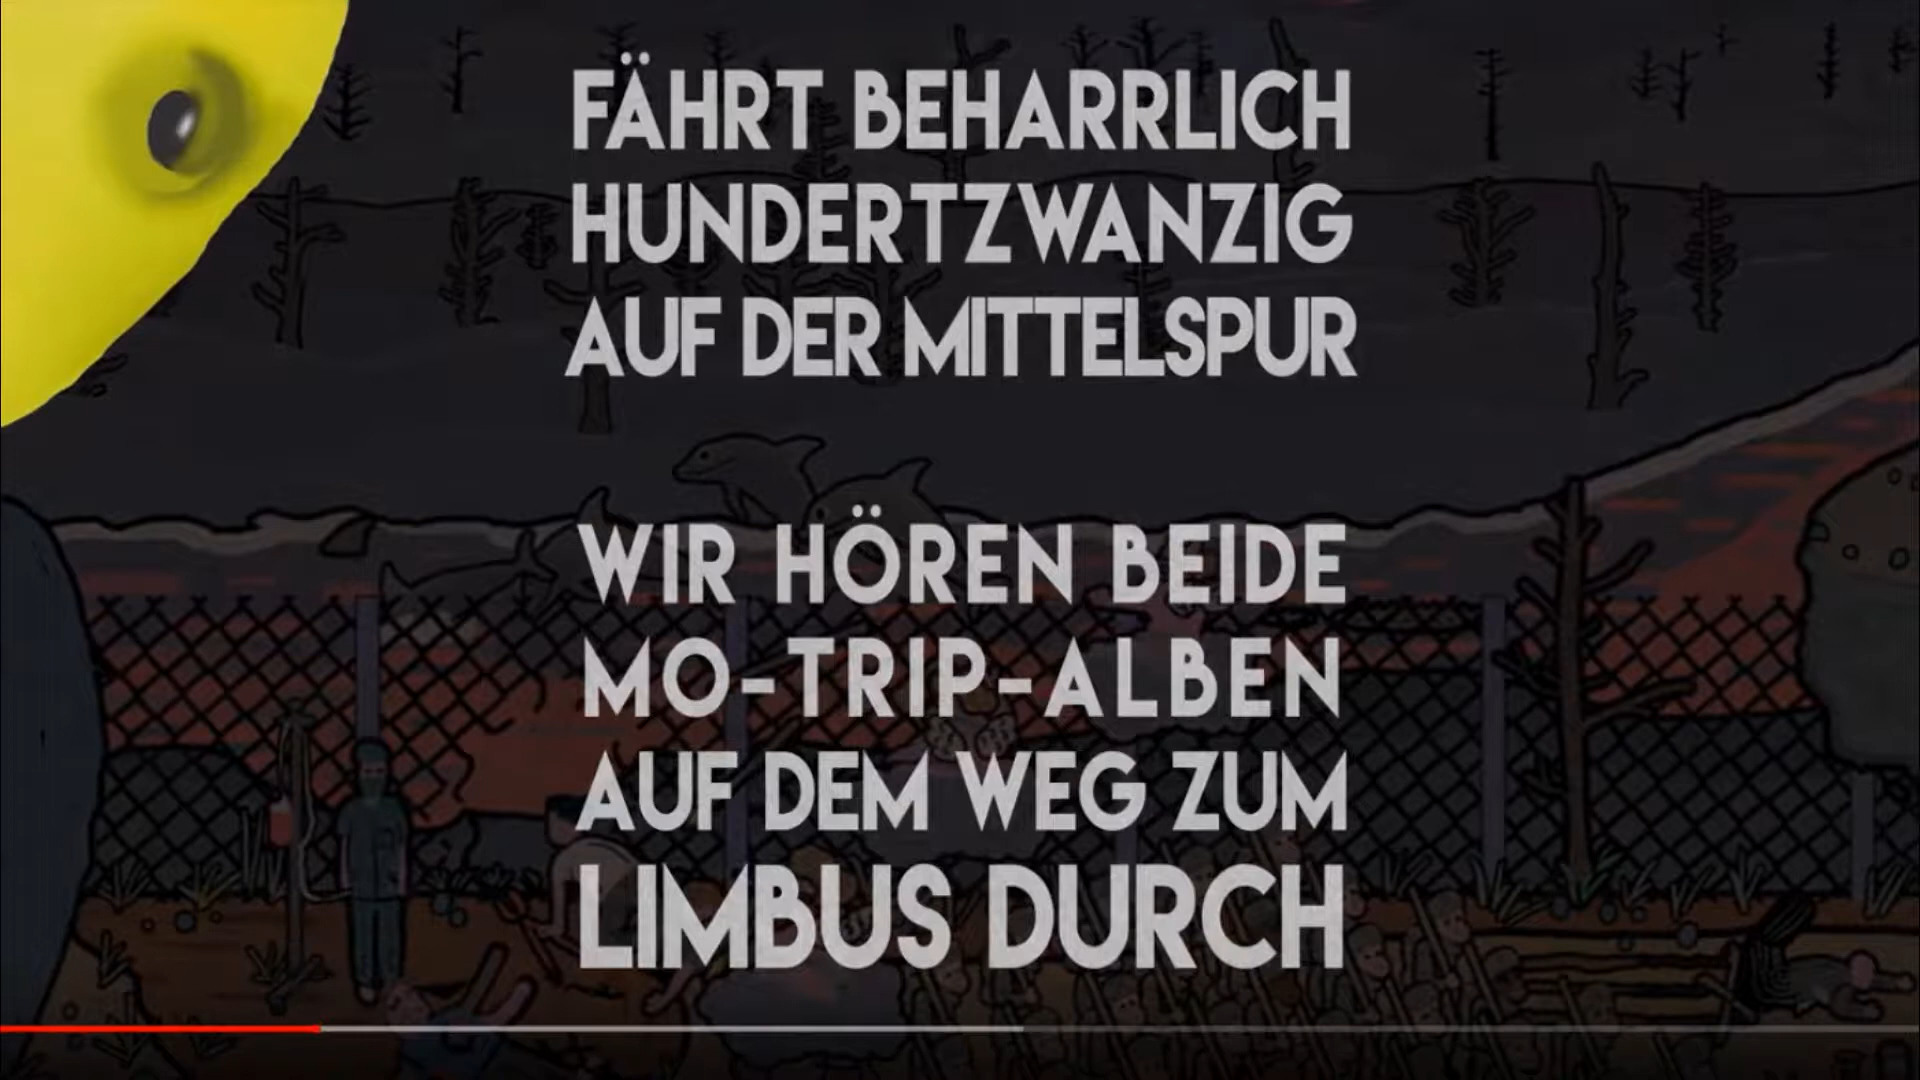 FÄHRT BEHARRLICH
HUNDERTZWANZIG
AUF DER MITTELSPUR
WIR HÖREN BEIDE
MO-TRIP-ALBEN
AUF DEM WEG ZUM
LIMBUS DURCH